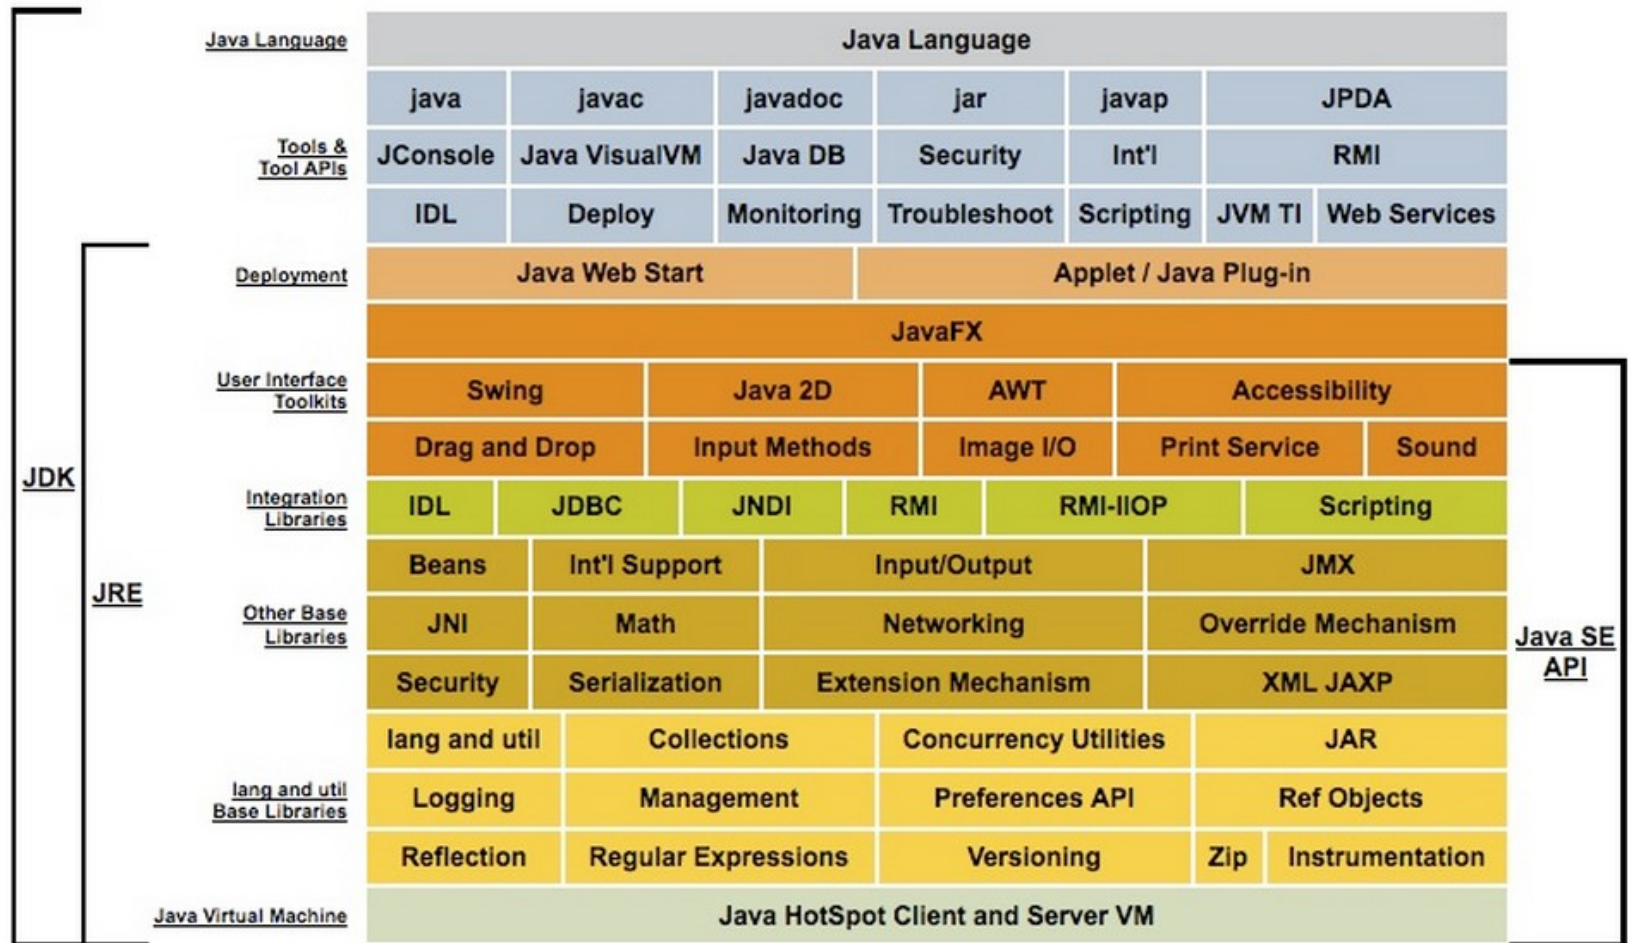 Java Language
Java Language
java javac javadoc jar javap JPDA
Tools &
Tool APIs
JConsole Java VisualVM Java DB Security Int'l RMI
IDL Deploy Monitoring Troubleshoot Scripting JVM TI Web Services
Deployment
Java Web Start Applet / Java Plug-in
JavaFX
User Interface
Toolkits
Swing Java 2D AWT Accessibility
Drag and Drop Input Methods Image I/O Print Service Sound
JDK
Integration
Libraries
IDL JDBC JNDI RMI RMI-IIOP Scripting
Beans Int'l Support Input/Output JMX
JRE
Other Base
Libraries
JNI Math Networking Override Mechanism
Java SE
API
Security Serialization Extension Mechanism XML JAXP
lang and util Collections Concurrency Utilities JAR
lang and util
Base Libraries
Logging Management Preferences API Ref Objects
Reflection Regular Expressions Versioning Zip Instrumentation
Java Virtual Machine
Java HotSpot Client and Server VM